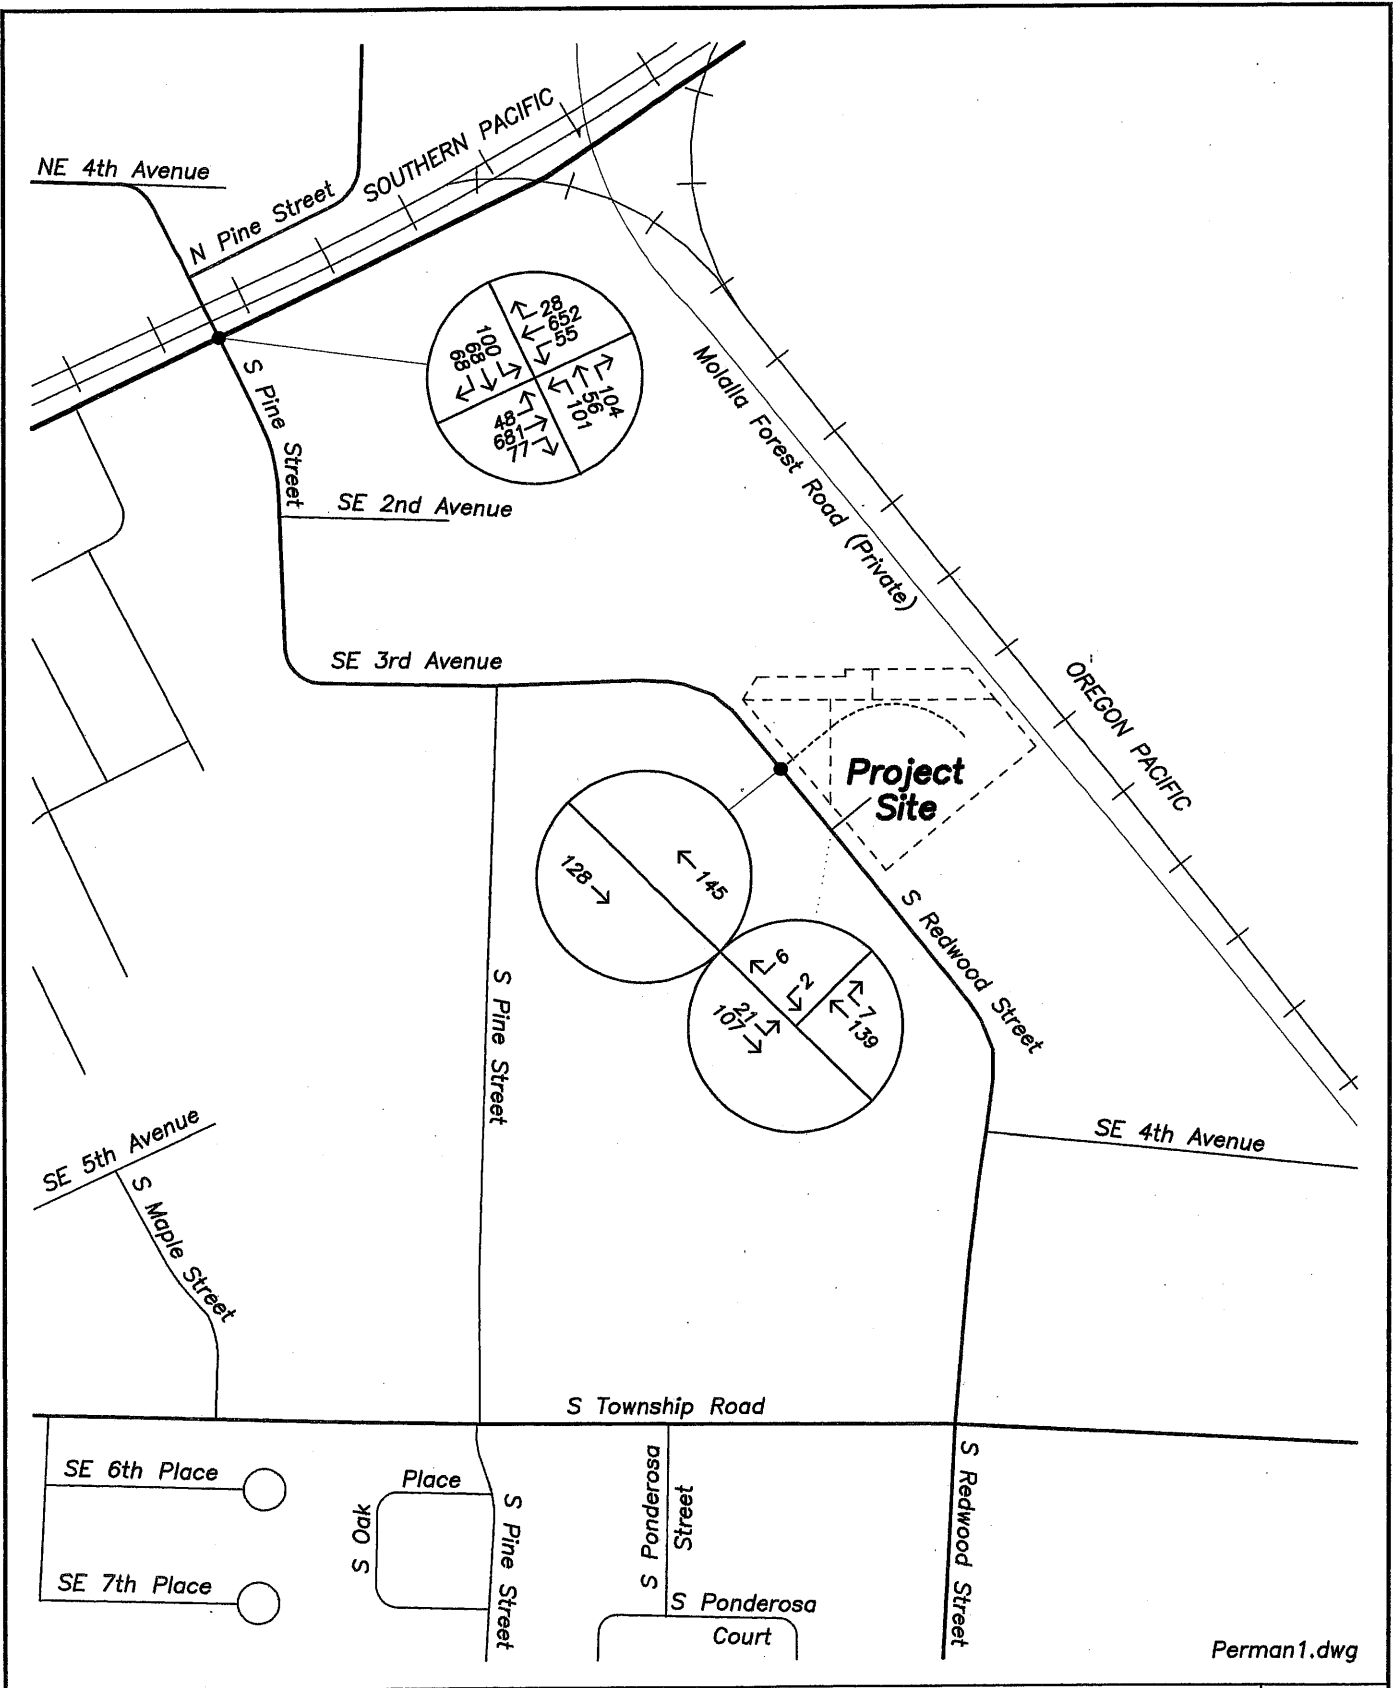 NE 4th Avenue
N Pine Street
SOUTHERN PACIFIC
28
652
55
100
68
68
104
56
101
48
681
77
S Pine Street
SE 2nd Avenue
Molalla Forest Road (Private)
SE 3rd Avenue
OREGON PACIFIC
Project
Site
128
145
6
2
7
139
21
107
S Redwood Street
S Pine Street
SE 4th Avenue
SE 5th Avenue
S Maple Street
S Township Road
SE 6th Place
Place
S Oak
S Pine Street
S Ponderosa
Street
S Redwood Street
SE 7th Place
S Ponderosa
Court
Perman1.dwg